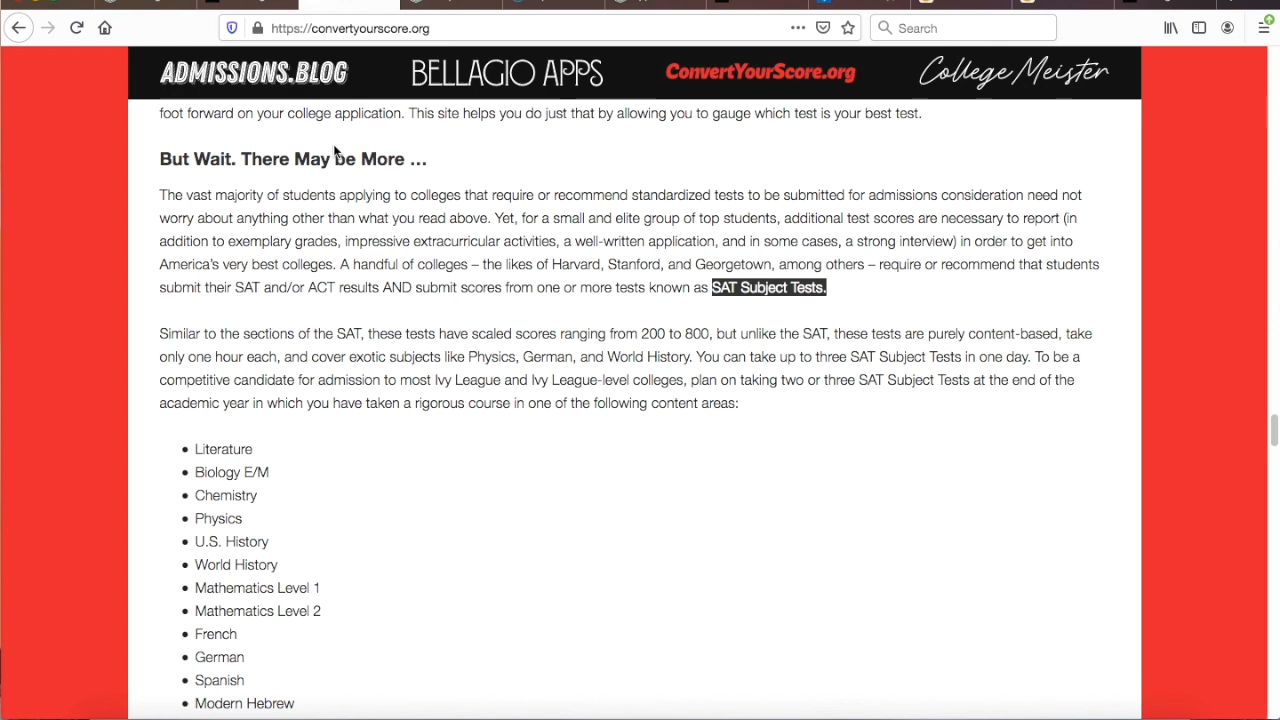 https://convertyourscore.org
Search
ADMISSIONS.BLOG BELLAGIO APPS ConvertYourScore.org College Meister
foot forward on your college application. This site helps you do just that by allowing you to gauge which test is your best test.
But Wait. There May be More …
The vast majority of students applying to colleges that require or recommend standardized tests to be submitted for admissions consideration need not
worry about anything other than what you read above. Yet, for a small and elite group of top students, additional test scores are necessary to report (in
addition to exemplary grades, impressive extracurricular activities, a well-written application, and in some cases, a strong interview) in order to get into
America's very best colleges. A handful of colleges – the likes of Harvard, Stanford, and Georgetown, among others – require or recommend that students
submit their SAT and/or ACT results AND submit scores from one or more tests known as SAT Subject Tests.
Similar to the sections of the SAT, these tests have scaled scores ranging from 200 to 800, but unlike the SAT, these tests are purely content-based, take
only one hour each, and cover exotic subjects like Physics, German, and World History. You can take up to three SAT Subject Tests in one day. To be a
competitive candidate for admission to most Ivy League and Ivy League-level colleges, plan on taking two or three SAT Subject Tests at the end of the
academic year in which you have taken a rigorous course in one of the following content areas:
• Literature
• Biology E/M
• Chemistry
• Physics
• U.S. History
• World History
• Mathematics Level 1
• Mathematics Level 2
• French
• German
• Spanish
• Modern Hebrew